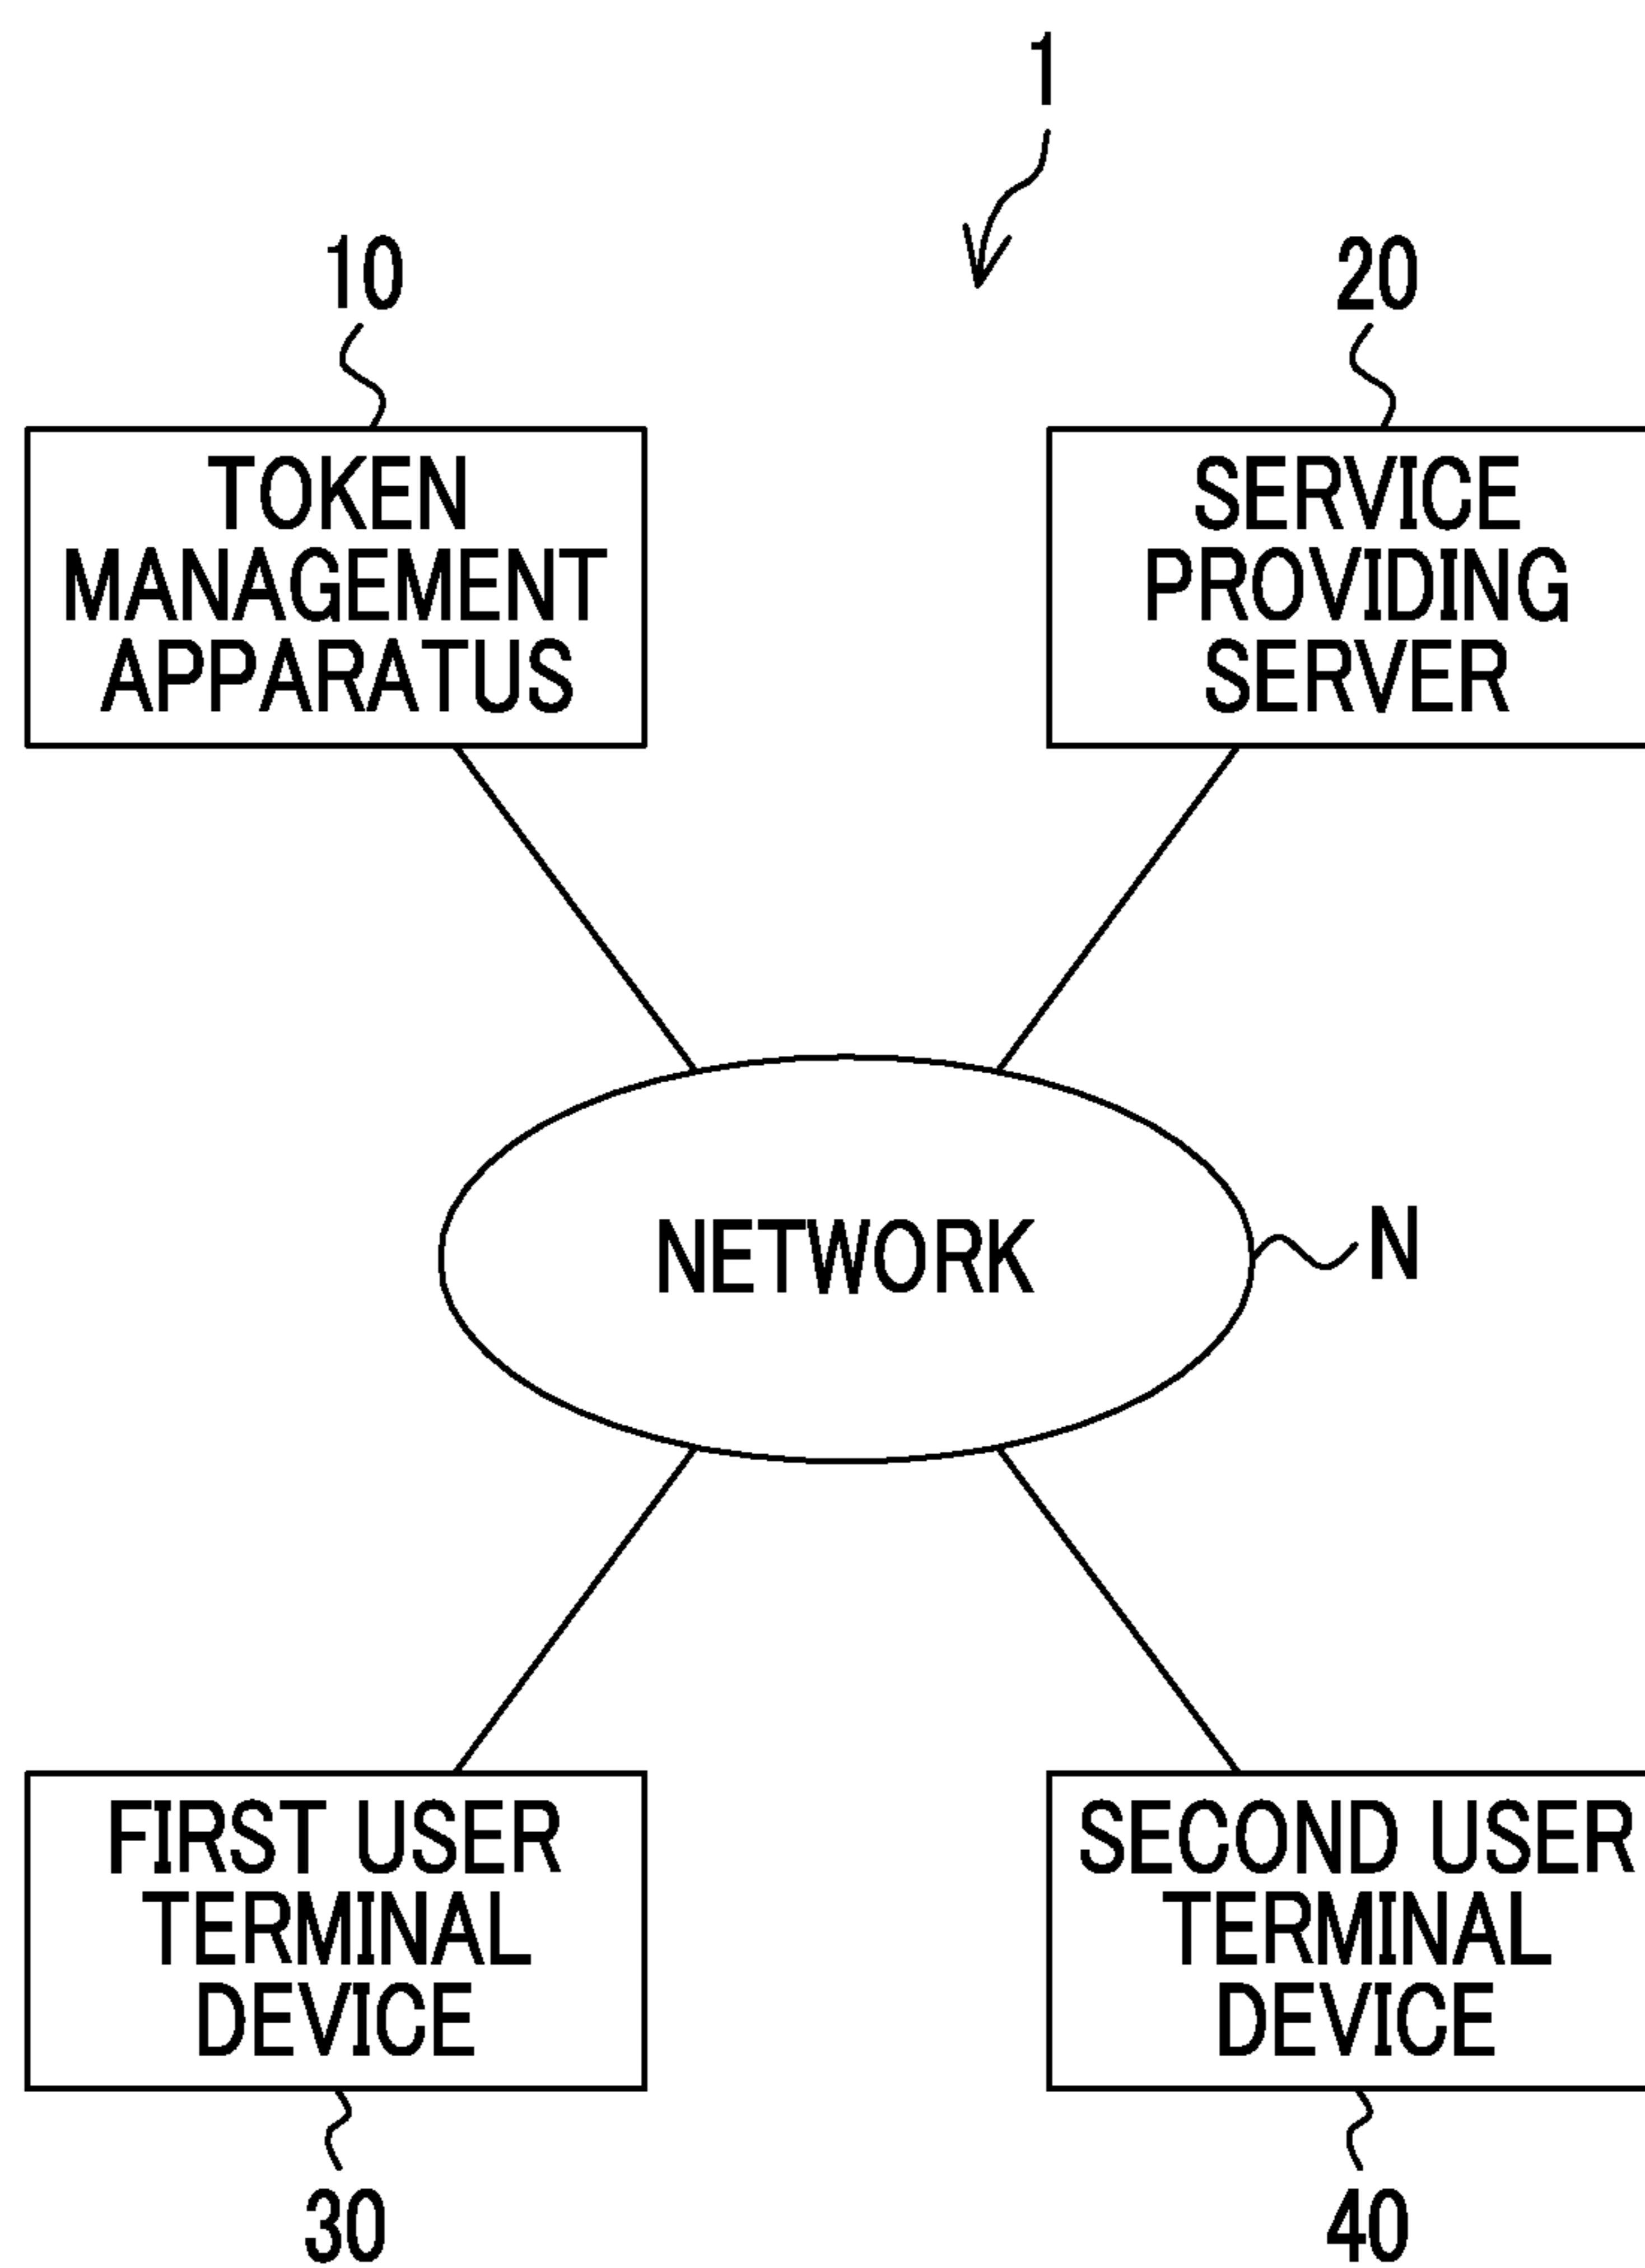 1
10
20
TOKEN
MANAGEMENT
APPARATUS
SERVICE
PROVIDING
SERVER
NETWORK
N
FIRST USER
TERMINAL
DEVICE
SECOND USER
TERMINAL
DEVICE
30
40